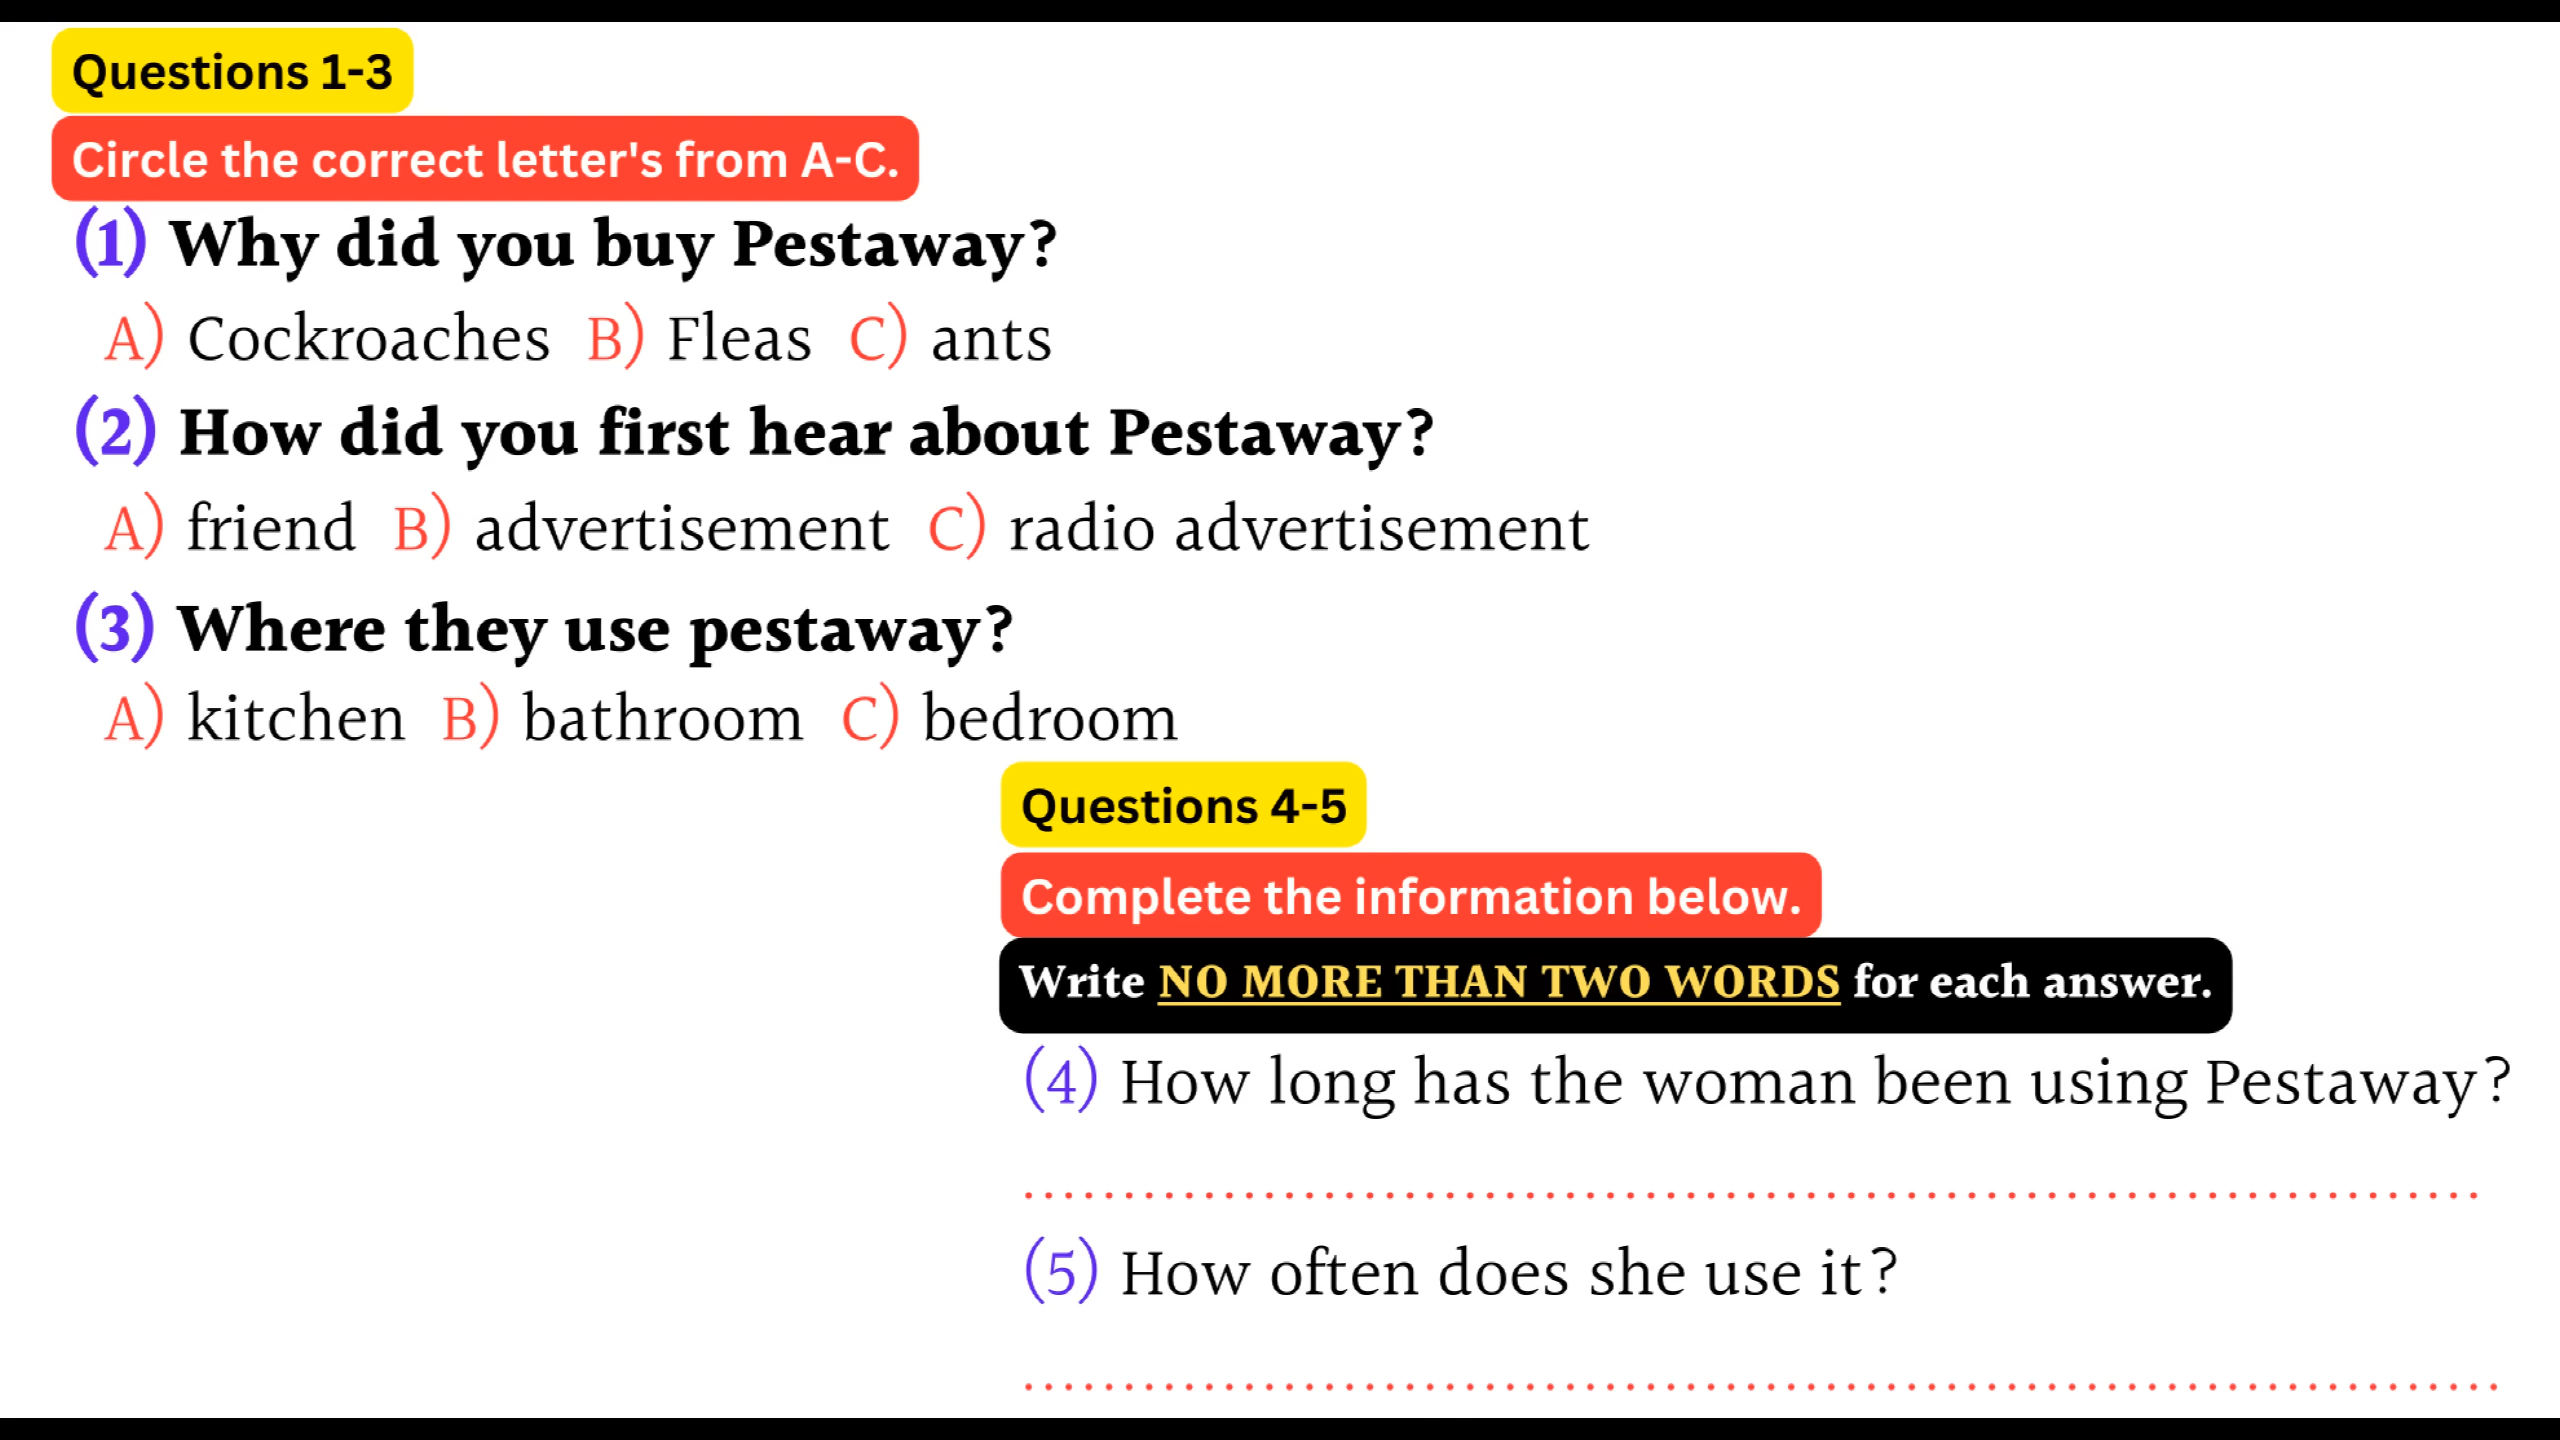 Questions 1-3
Circle the correct letter's from A-C.
(1) Why did you buy Pestaway?
A) Cockroaches B) Fleas C) ants
(2) How did you first hear about Pestaway?
A) friend B) advertisement C) radio advertisement
(3) Where they use pestaway?
A) kitchen B) bathroom C) bedroom
Questions 4-5
Complete the information below.
Write NO MORE THAN TWO WORDS for each answer.
(4) How long has the woman been using Pestaway?
..........................................................................
(5) How often does she use it?
...........................................................................